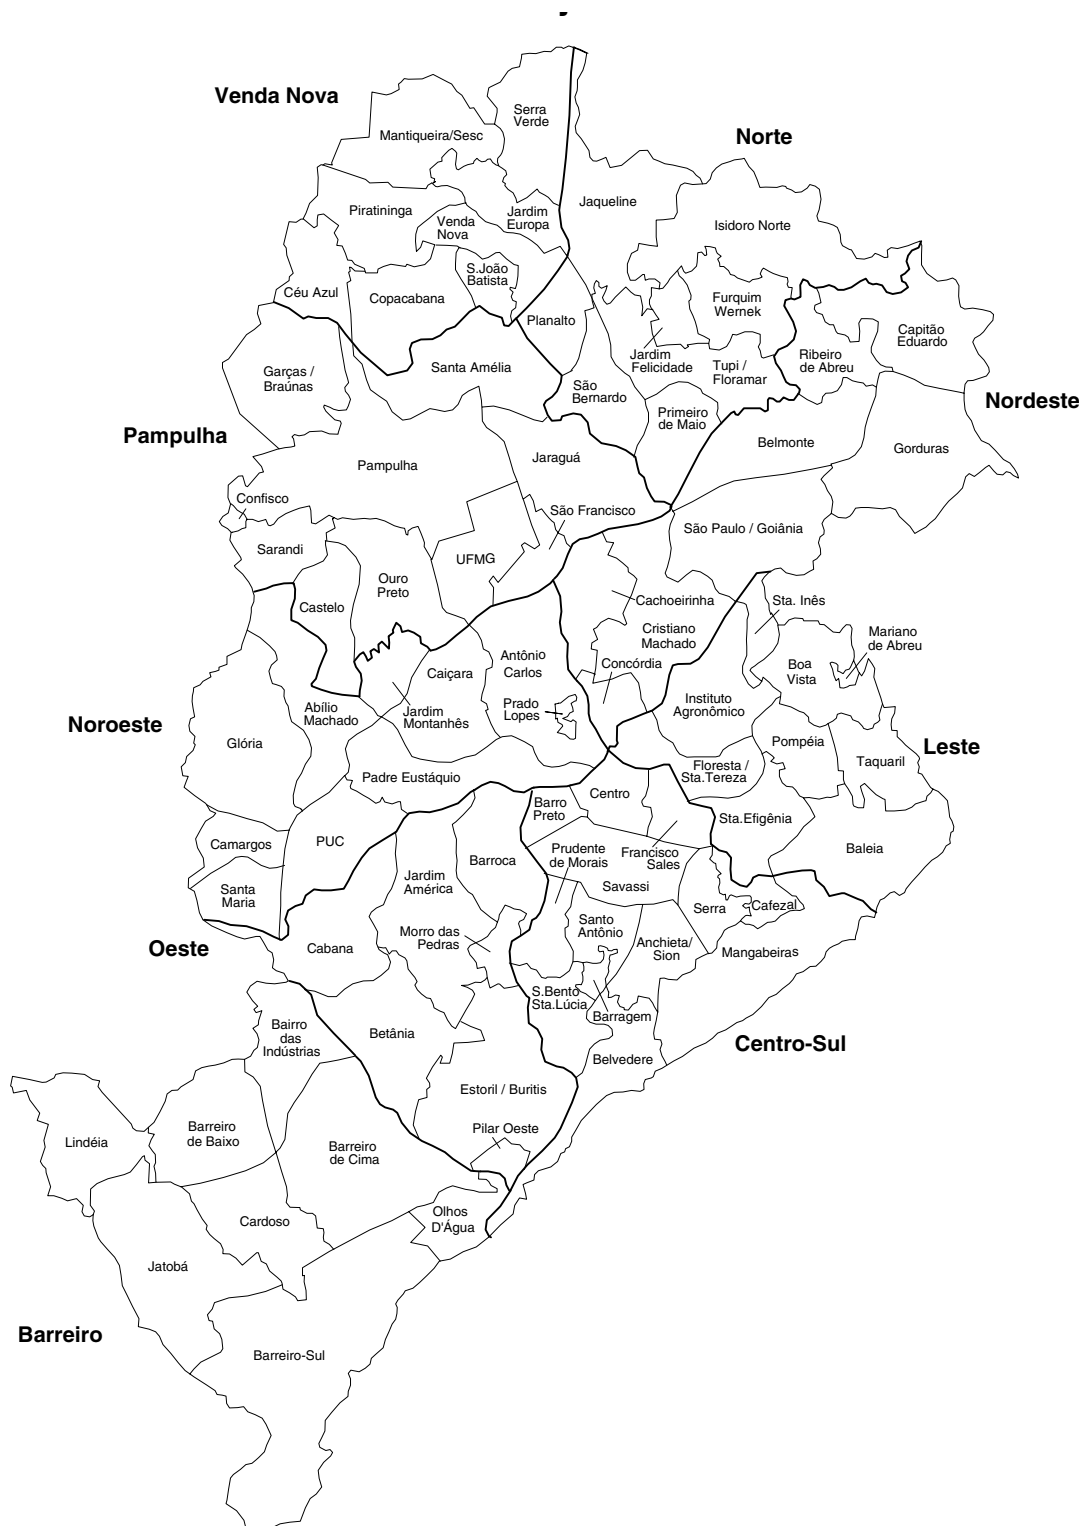 Venda Nova
Serra
Verde
Mantiqueira/Sesc
Norte
Jaqueline
Piratininga
Jardim
Europa
Venda
Nova
Isidoro Norte
S.João
Batista
Céu Azul
Copacabana
Furquim
Wernek
Planalto
Capitão
Eduardo
Jardim
Felicidade
Ribeiro
de Abreu
Tupi /
Floramar
Santa Amélia
Garças /
Braúnas
São
Bernardo
Nordeste
Primeiro
de Maio
Pampulha
Belmonte
Gorduras
Pampulha
Jaraguá
Confisco
São Francisco
São Paulo / Goiânia
Sarandi
UFMG
Ouro
Preto
Castelo
Cachoeirinha
Sta. Inês
Cristiano
Machado
Mariano
de Abreu
Antônio
Carlos
Concórdia
Boa
Vista
Caiçara
Instituto
Agronômico
Prado
Lopes
Abílio
Machado
Jardim
Montanhês
Noroeste
Glória
Pompéia
Leste
Floresta /
Sta.Tereza
Taquaril
Padre Eustáquio
Centro
Barro
Preto
Sta.Efigênia
PUC
Camargos
Barroca
Prudente
de Morais
Francisco
Sales
Baleia
Jardim
América
Savassi
Santa
Maria
Serra
Cafezal
Santo
Antônio
Morro das
Pedras
Oeste
Cabana
Anchieta/
Sion
Mangabeiras
S.Bento
Sta.Lúcia
Barragem
Bairro
das
Indústrias
Betânia
Centro-Sul
Belvedere
Estoril / Buritis
Pilar Oeste
Lindéia
Barreiro
de Baixo
Barreiro
de Cima
Cardoso
Olhos
D'Água
Jatobá
Barreiro
Barreiro-Sul